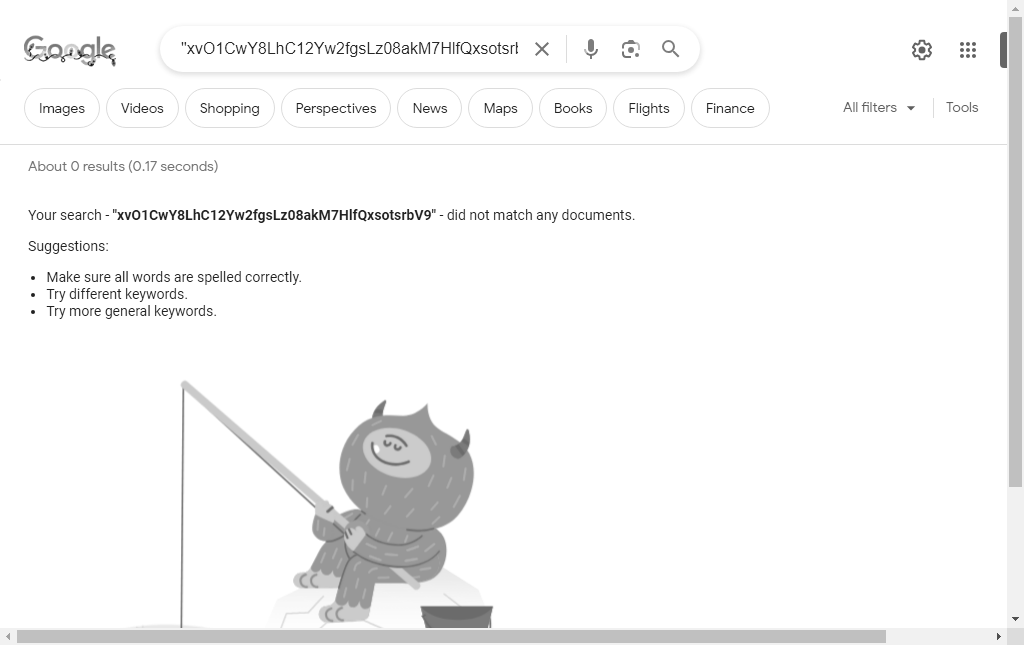 Google
"xvO1CwY8LhC12Yw2fgsLz08akM7HlfQxsotsrb
Images Videos Shopping Perspectives News Maps Books Flights Finance All filters Tools
About 0 results (0.17 seconds)
Your search - "xvO1CwY8LhC12Yw2fgsLz08akM7HlfQxsotsrbV9" - did not match any documents.
Suggestions:
Make sure all words are spelled correctly.
Try different keywords.
Try more general keywords.